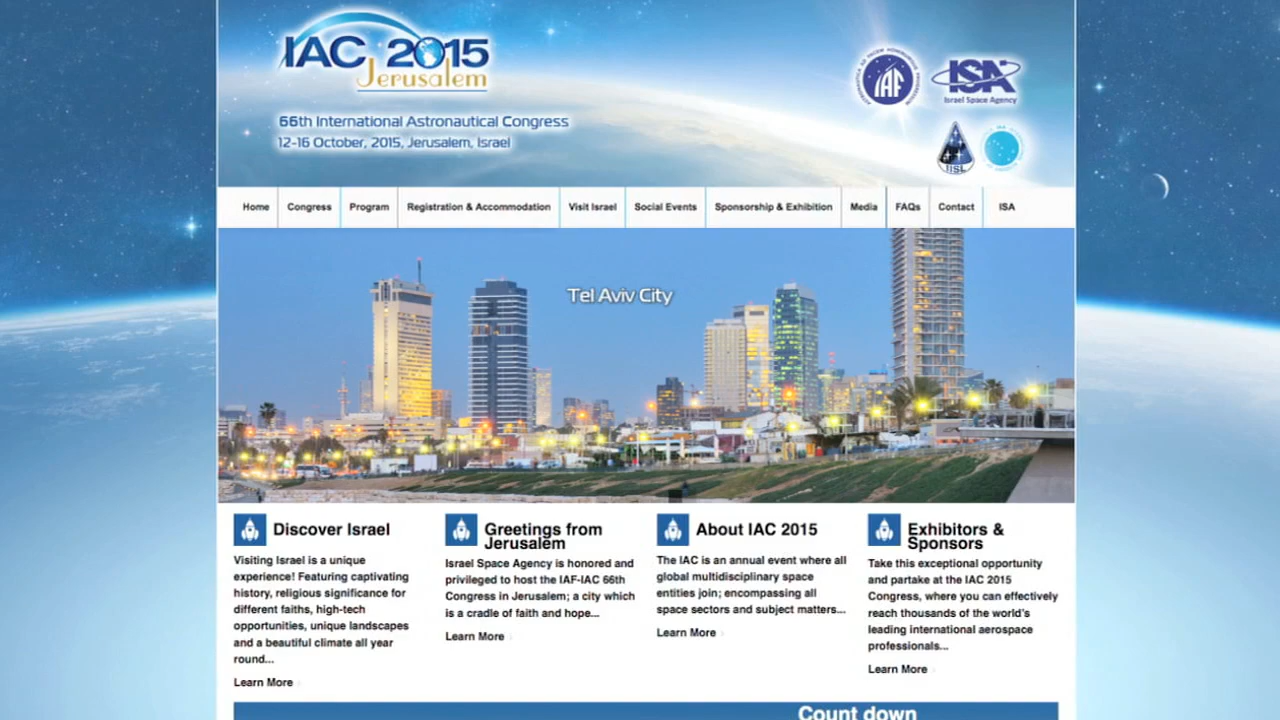 IAC 2015
Jerusalem
66th International Astronautical Congress
12-16 October, 2015, Jerusalem, Israel
IAF
ISA
Israel Space Agency
IISL
Home Congress Program Registration & Accommodation Visit Israel Social Events Sponsorship & Exhibition Media FAQs Contact ISA
Tel Aviv City
Discover Israel
Visiting Israel is a unique
experience! Featuring captivating
history, religious significance for
different faiths, high-tech
opportunities, unique landscapes
and a beautiful climate all year
round...
Learn More
Greetings from
Jerusalem
Israel Space Agency is honored and
privileged to host the IAF-IAC 66th
Congress in Jerusalem; a city which
is a cradle of faith and hope...
Learn More
About IAC 2015
The IAC is an annual event where all
global multidisciplinary space
entities join; encompassing all
space sectors and subject matters...
Learn More
Exhibitors &
Sponsors
Take this exceptional opportunity
and partake at the IAC 2015
Congress, where you can effectively
reach thousands of the world's
leading international aerospace
professionals...
Learn More
Count down